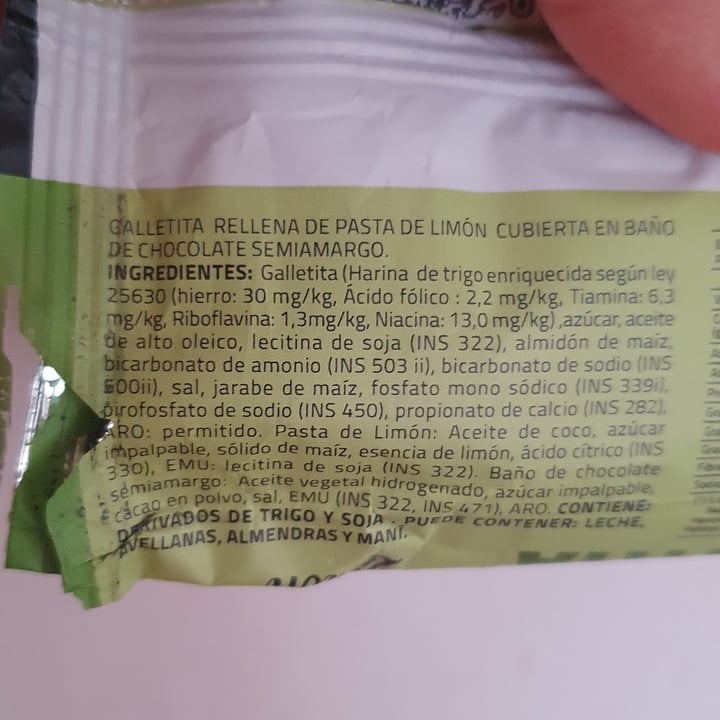 GALLETITA RELLENA DE PASTA DE LIMÓN CUBIERTA EN BAÑO
DE CHOCOLATE SEMIAMARGO.
INGREDIENTES: Galletita (Harina de trigo enriquecida según ley
25630 (hierro: 30 mg/kg, Ácido fólico : 2,2 mg/kg, Tiamina: 6,3
mg/kg, Riboflavina: 1,3mg/kg, Niacina: 13,0 mg/kg) ,azúcar, aceite
de alto oleico, lecitina de soja (INS 322), almidón de maíz,
bicarbonato de amonio (INS 503 ii), bicarbonato de sodio (INS
500ii), sal, jarabe de maíz, fosfato mono sódico (INS 339i),
pirofosfato de sodio (INS 450), propionato de calcio (INS 282),
ARO: permitido. Pasta de Limón: Aceite de coco, azúcar
impalpable, sólido de maíz, esencia de limón, ácido cítrico (INS
330), EMU: lecitina de soja (INS 322). Baño de chocolate
semiamargo: Aceite vegetal hidrogenado, azúcar impalpable,
cacao en polvo, sal, EMU (INS 322, INS 471), ARO. CONTIENE:
DERIVADOS DE TRIGO Y SOJA . PUEDE CONTENER: LECHE,
AVELLANAS, ALMENDRAS Y MANÍ.